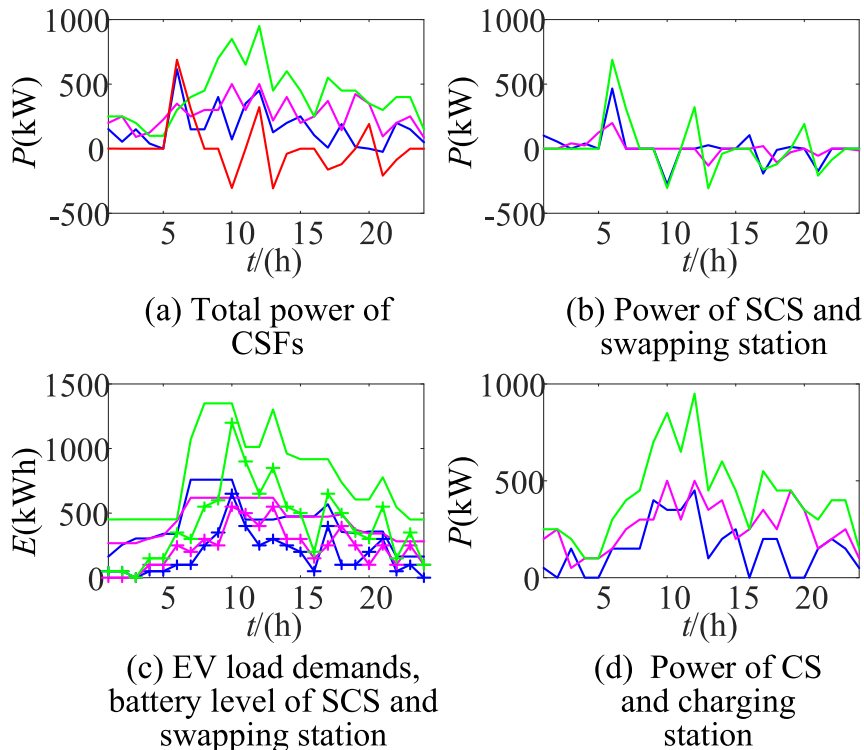 1000
500
0
-500
P(kW)
5 10 15 20
t/(h)
(a) Total power of
CSFs
1000
500
0
-500
P(kW)
5 10 15 20
t/(h)
(b) Power of SCS and
swapping station
1500
1000
500
0
E(kWh)
5 10 15 20
t/(h)
(c) EV load demands,
battery level of SCS and
swapping station
1000
500
0
P(kW)
5 10 15 20
t/(h)
(d) Power of CS
and charging
station